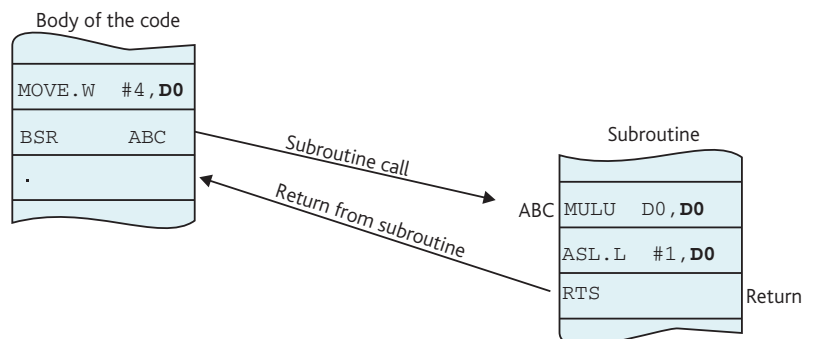 Body of the code
MOVE.W #4,D0
BSR ABC
.
Subroutine call
Return from subroutine
Subroutine
ABC MULU D0,D0
ASL.L #1,D0
RTS Return